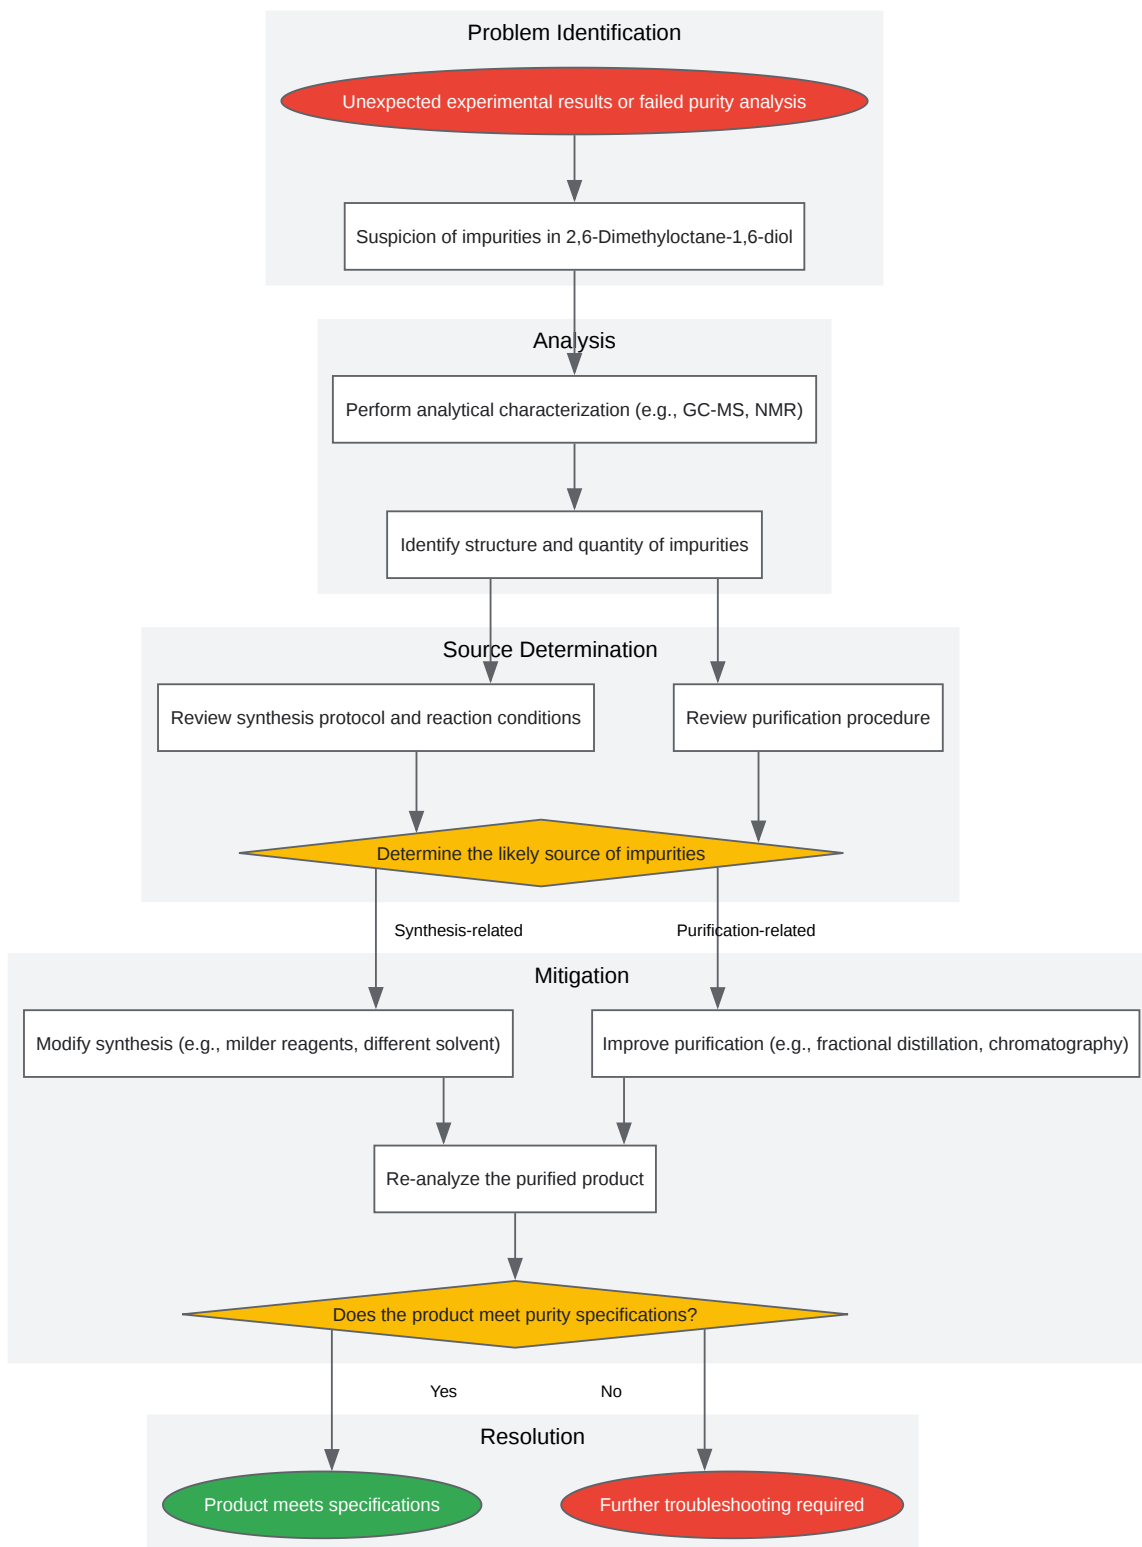 Problem Identification
Unexpected experimental results or failed purity analysis
Suspicion of impurities in 2,6-Dimethyloctane-1,6-diol
Analysis
Perform analytical characterization (e.g., GC-MS, NMR)
Identify structure and quantity of impurities
Source Determination
Review synthesis protocol and reaction conditions
Review purification procedure
Determine the likely source of impurities
Synthesis-related
Purification-related
Mitigation
Modify synthesis (e.g., milder reagents, different solvent)
Improve purification (e.g., fractional distillation, chromatography)
Re-analyze the purified product
Does the product meet purity specifications?
Yes
No
Resolution
Product meets specifications
Further troubleshooting required